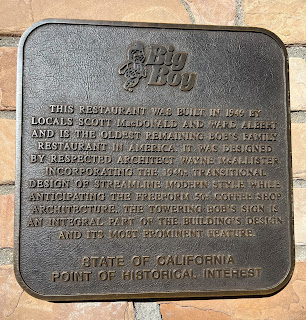 Big
Boy
THIS RESTAURANT WAS BUILT IN 1949 BY
LOCALS SCOTT MACDONALD AND WARD ALBERT
AND IS THE OLDEST REMAINING BOB'S FAMILY
RESTAURANT IN AMERICA. IT WAS DESIGNED
BY RESPECTED ARCHITECT WAYNE MCALLISTER
INCORPORATING THE 1940s TRANSITIONAL
DESIGN OF STREAMLINE MODERN STYLE WHILE
ANTICIPATING THE FREEFORM 50s COFFEE SHOP
ARCHITECTURE. THE TOWERING BOB'S SIGN IS
AN INTEGRAL PART OF THE BUILDING'S DESIGN
AND ITS MOST PROMINENT FEATURE.
STATE OF CALIFORNIA
POINT OF HISTORICAL INTEREST